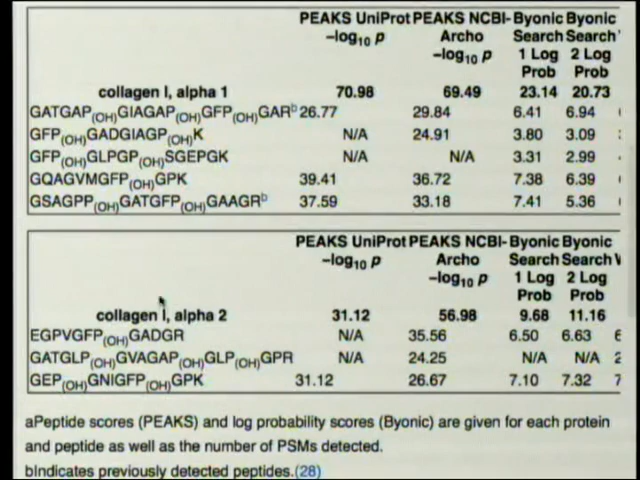 PEAKS UniProt PEAKS NCBI- Byonic Byonic
–log10 p Archo Search Search
–log10 p 1 Log 2 Log
Prob Prob
collagen I, alpha 1 70.98 69.49 23.14 20.73
GATGAP(OH)GIAGAP(OH)GFP(OH)GARb 26.77 29.84 6.41 6.94
GFP(OH)GADGIAGP(OH)K N/A 24.91 3.80 3.09
GFP(OH)GLPGP(OH)SGEPGK N/A N/A 3.31 2.99
GQAGVMGFP(OH)GPK 39.41 36.72 7.38 6.39
GSAGPP(OH)GATGFP(OH)GAAGRb 37.59 33.18 7.41 5.36
PEAKS UniProt PEAKS NCBI- Byonic Byonic
–log10 p Archo Search Search
–log10 p 1 Log 2 Log
Prob Prob
collagen I, alpha 2 31.12 56.98 9.68 11.16
EGPVGFP(OH)GADGR N/A 35.56 6.50 6.63 6
GATGLP(OH)GVAGAP(OH)GLP(OH)GPR N/A 24.25 N/A N/A 2
GEP(OH)GNIGFP(OH)GPK 31.12 26.67 7.10 7.32 7
aPeptide scores (PEAKS) and log probability scores (Byonic) are given for each protein
and peptide as well as the number of PSMs detected.
bIndicates previously detected peptides.(28)